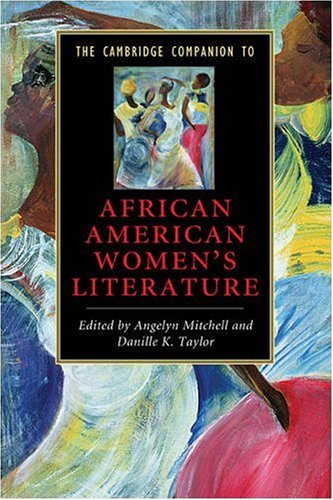 THE CAMBRIDGE COMPANION TO
AFRICAN
AMERICAN
WOMEN'S
LITERATURE
Edited by Angelyn Mitchell and
Danille K. Taylor